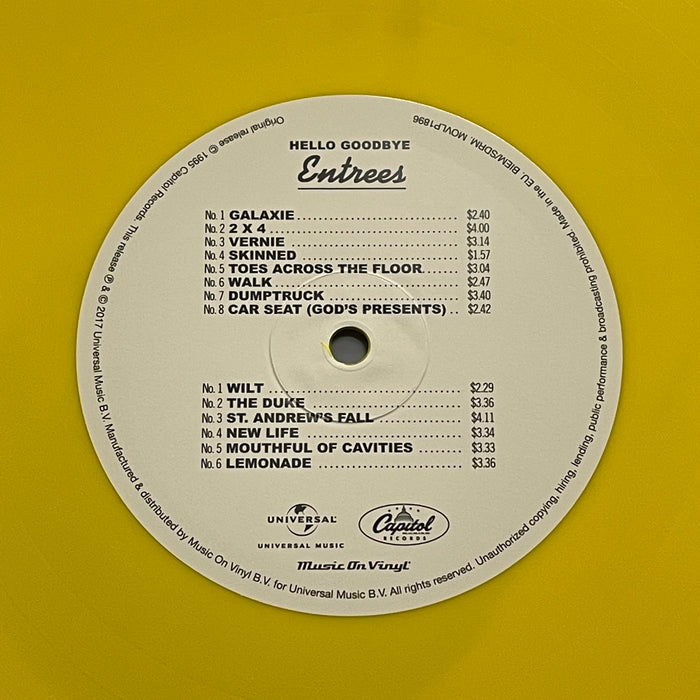 HELLO GOODBYE
Entrees
No. 1 GALAXIE $2.40
No. 2 2 X 4 $4.00
No. 3 VERNIE $3.14
No. 4 SKINNED $1.57
No. 5 TOES ACROSS THE FLOOR $3.04
No. 6 WALK $2.47
No. 7 DUMPTRUCK $3.40
No. 8 CAR SEAT (GOD'S PRESENTS) $2.42
No. 1 WILT $2.29
No. 2 THE DUKE $3.36
No. 3 ST. ANDREW'S FALL $4.11
No. 4 NEW LIFE $3.34
No. 5 MOUTHFUL OF CAVITIES $3.33
No. 6 LEMONADE $3.36
UNIVERSAL
UNIVERSAL MUSIC
Capitol
RECORDS
Music On Vinyl
Original release © 1995 Capitol Records. This release ℗ & © 2017 Universal Music B.V. Manufactured & distributed by Music On Vinyl B.V. for Universal Music B.V. All rights reserved. Unauthorized copying, hiring, lending, public performance & broadcasting prohibited. Made in the EU. BIEM/SDRM. MOVLP1896